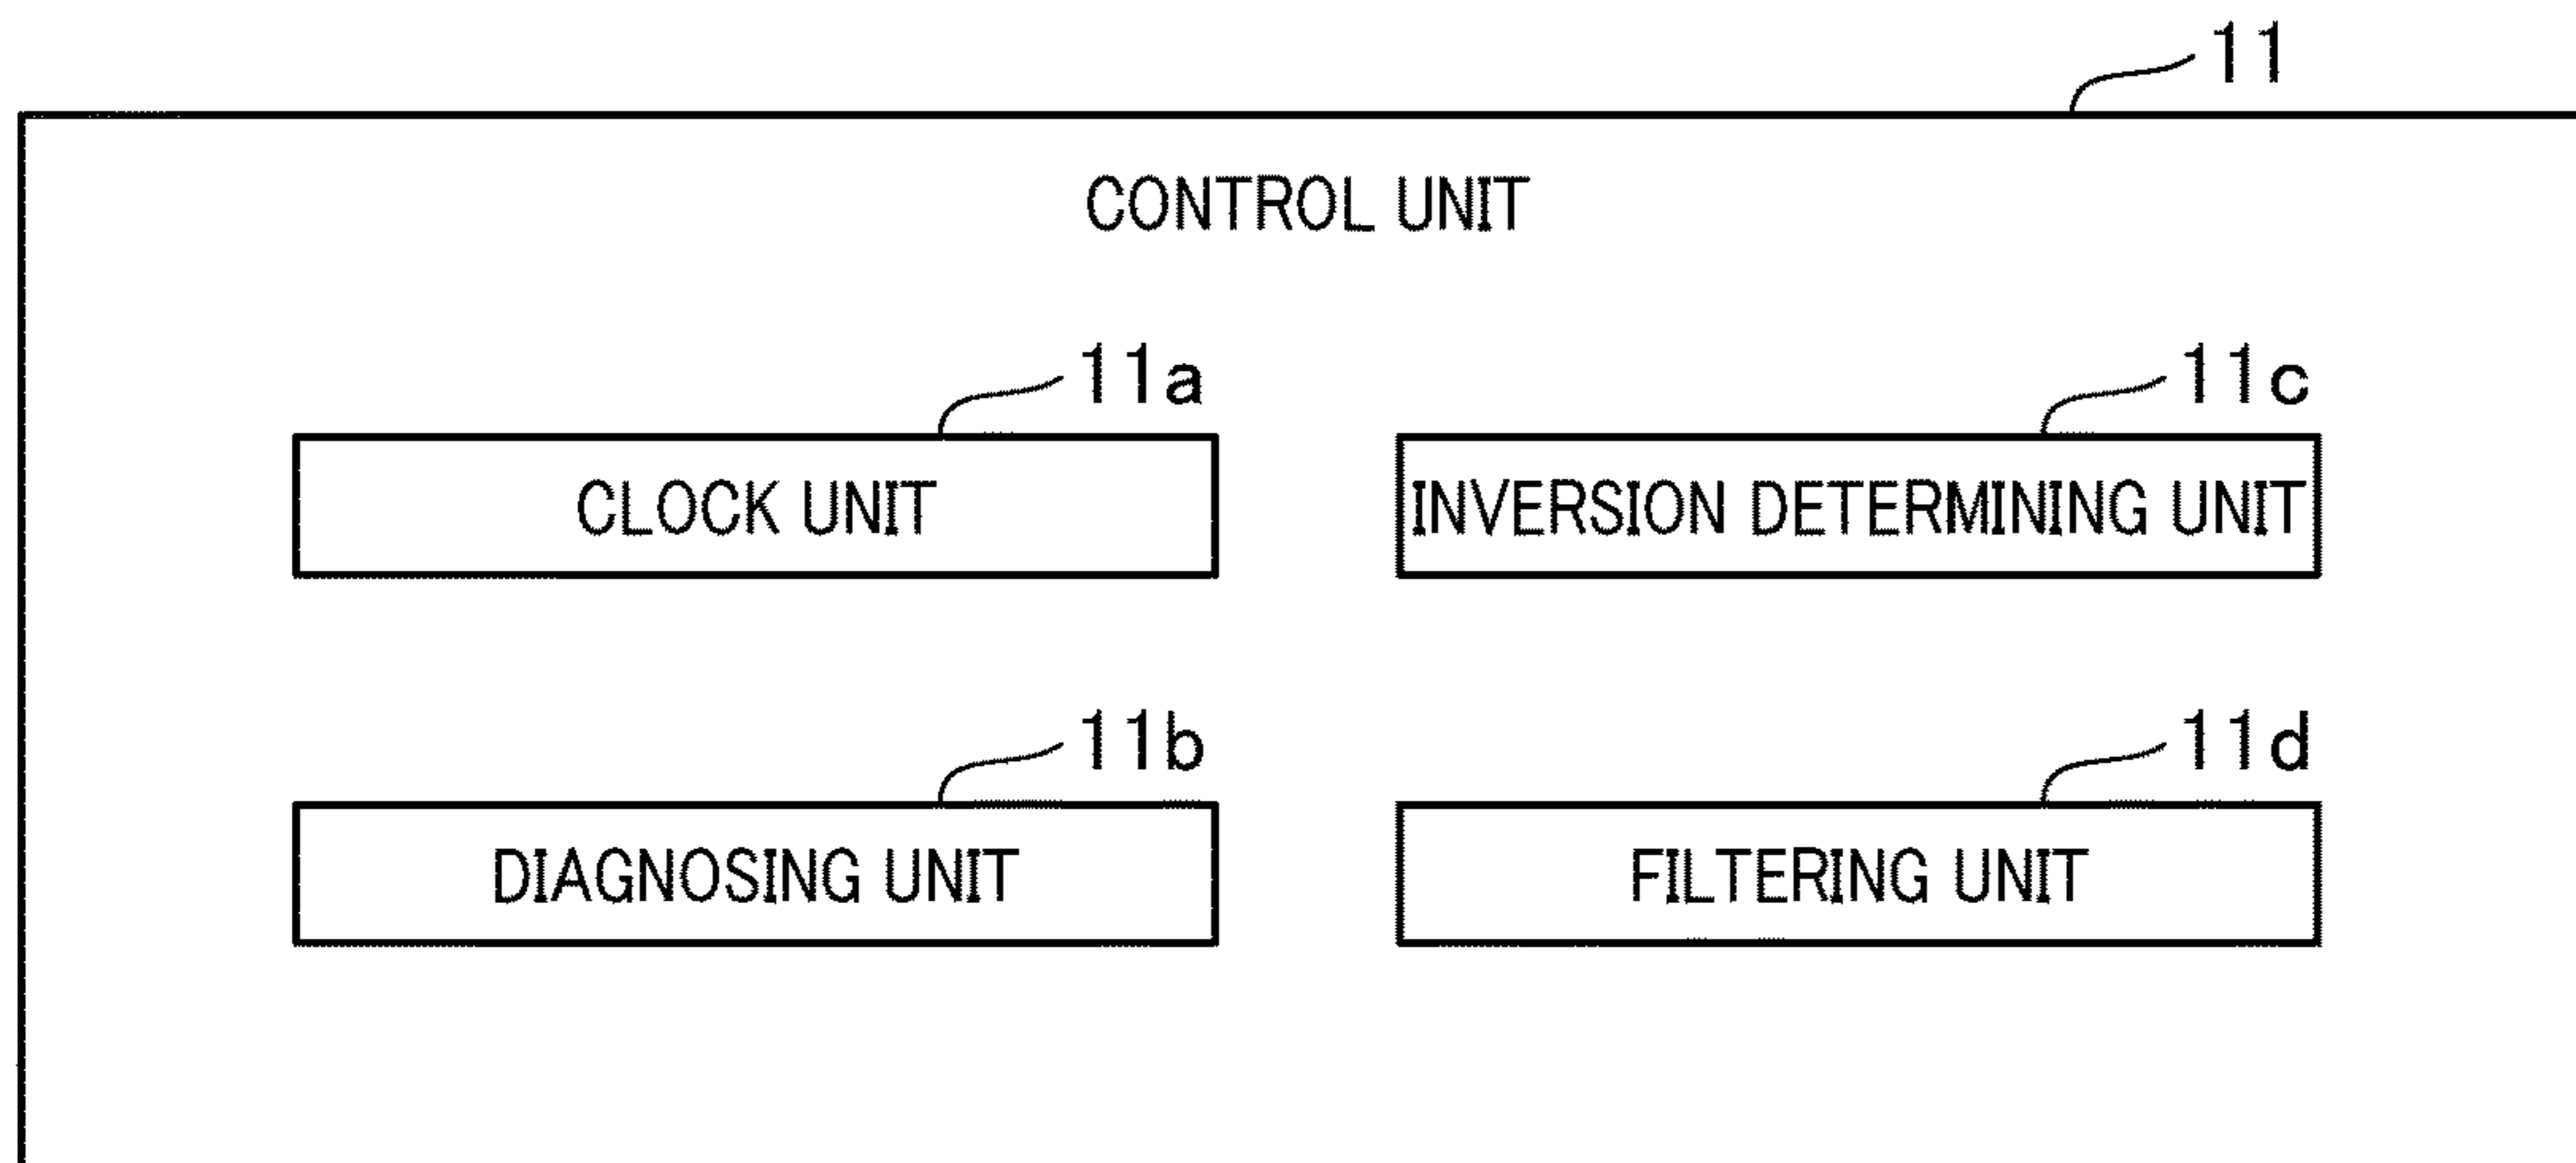 11
CONTROL UNIT
11a
11c
CLOCK UNIT
INVERSION DETERMINING UNIT
11b
11d
DIAGNOSING UNIT
FILTERING UNIT